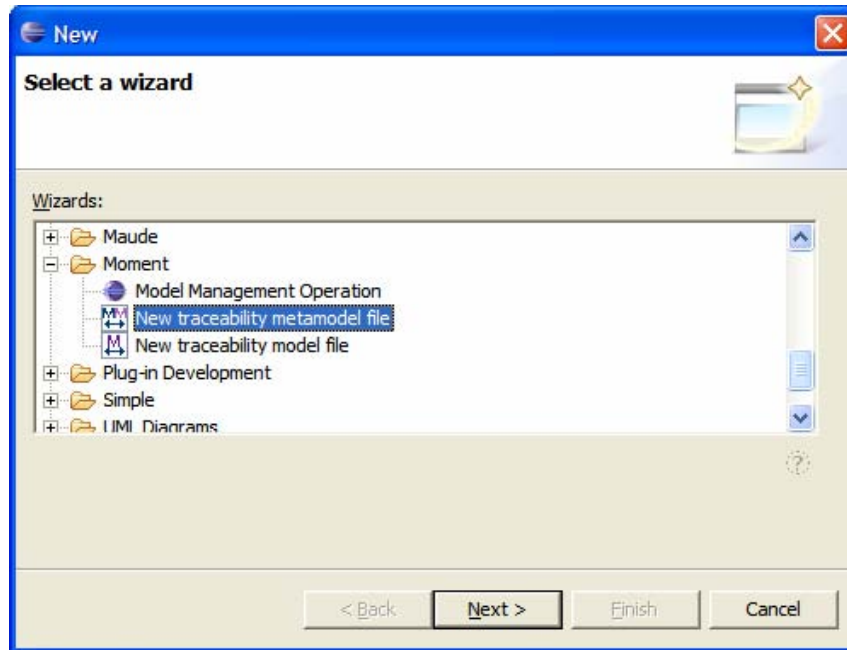 New
Select a wizard
Wizards:
Maude
Moment
Model Management Operation
MM New traceability metamodel file
M New traceability model file
Plug-in Development
Simple
UML Diagrams
?
< Back Next > Finish Cancel